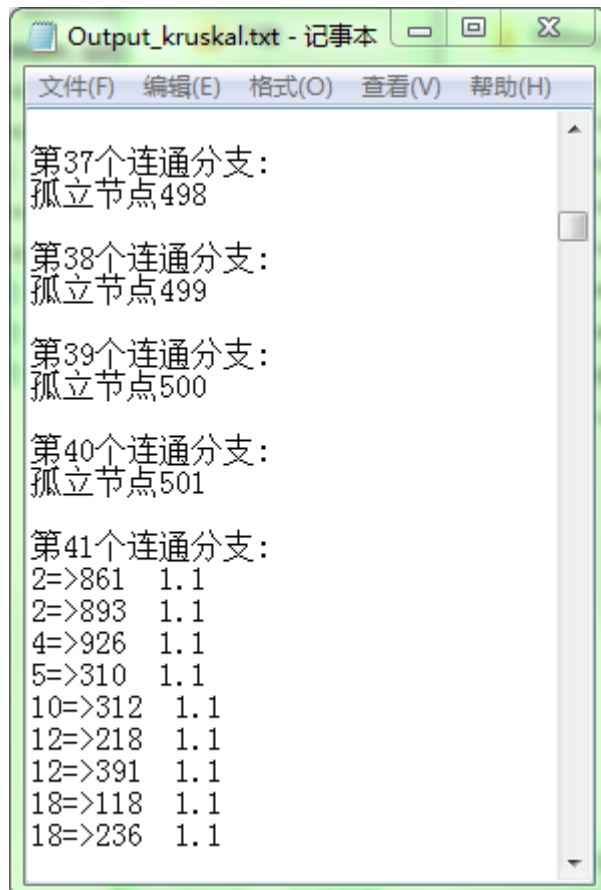 Output_kruskal.txt - 记事本
文件(F) 编辑(E) 格式(O) 查看(V) 帮助(H)
第37个连通分支:
孤立节点498
第38个连通分支:
孤立节点499
第39个连通分支:
孤立节点500
第40个连通分支:
孤立节点501
第41个连通分支:
2=>861 1.1
2=>893 1.1
4=>926 1.1
5=>310 1.1
10=>312 1.1
12=>218 1.1
12=>391 1.1
18=>118 1.1
18=>236 1.1